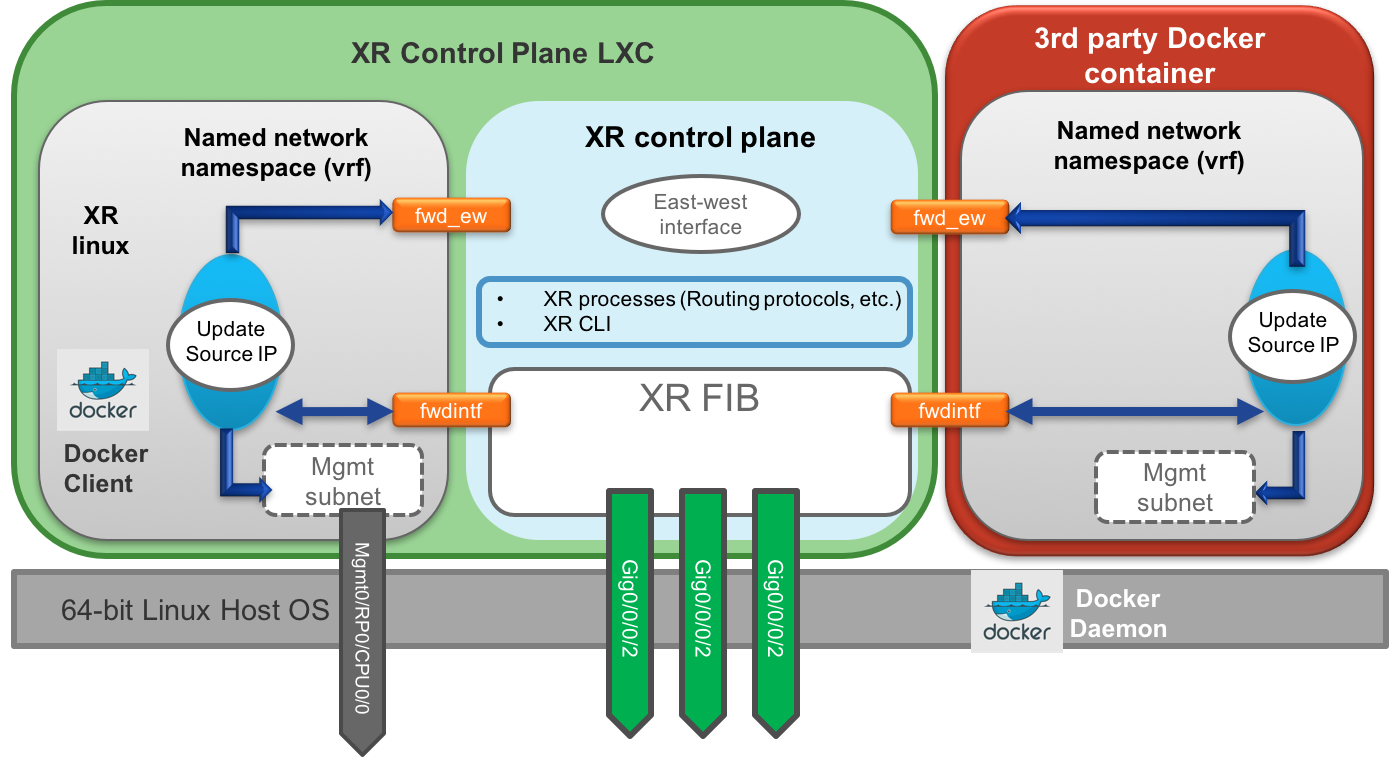 XR Control Plane LXC
Named network
namespace (vrf)
XR
linux
fwd_ew
Update
Source IP
docker
Docker
Client
fwdintf
Mgmt
subnet
Mgmt0/RP0/CPU0/0
XR control plane
East-west
interface
• XR processes (Routing protocols, etc.)
• XR CLI
XR FIB
Gig0/0/0/2
Gig0/0/0/2
Gig0/0/0/2
3rd party Docker
container
Named network
namespace (vrf)
fwd_ew
Update
Source IP
fwdintf
Mgmt
subnet
64-bit Linux Host OS
docker
Docker
Daemon